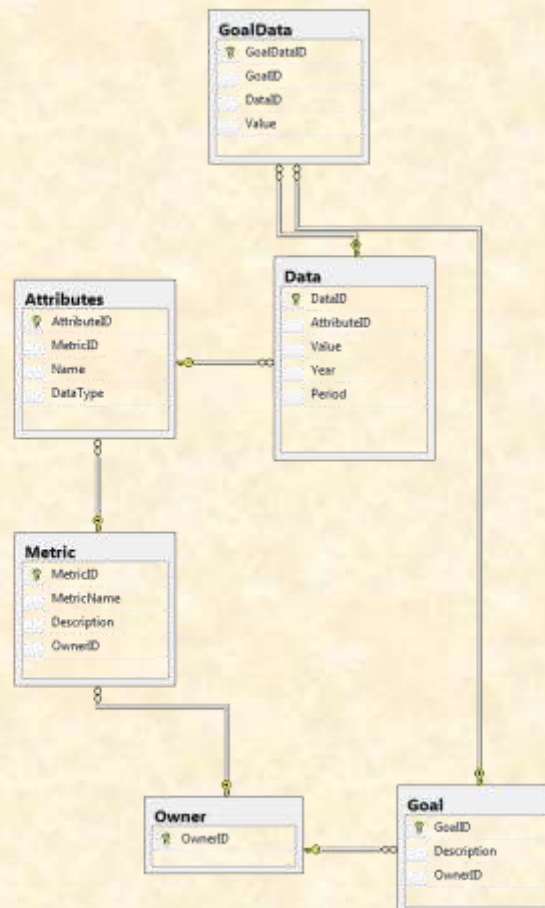 GoalData
GoalDataID
GoalID
DataID
Value
Data
DataID
AttributeID
Value
Year
Period
Attributes
AttributeID
MetricID
Name
DataType
Metric
MetricID
MetricName
Description
OwnerID
Owner
OwnerID
Goal
GoalID
Description
OwnerID